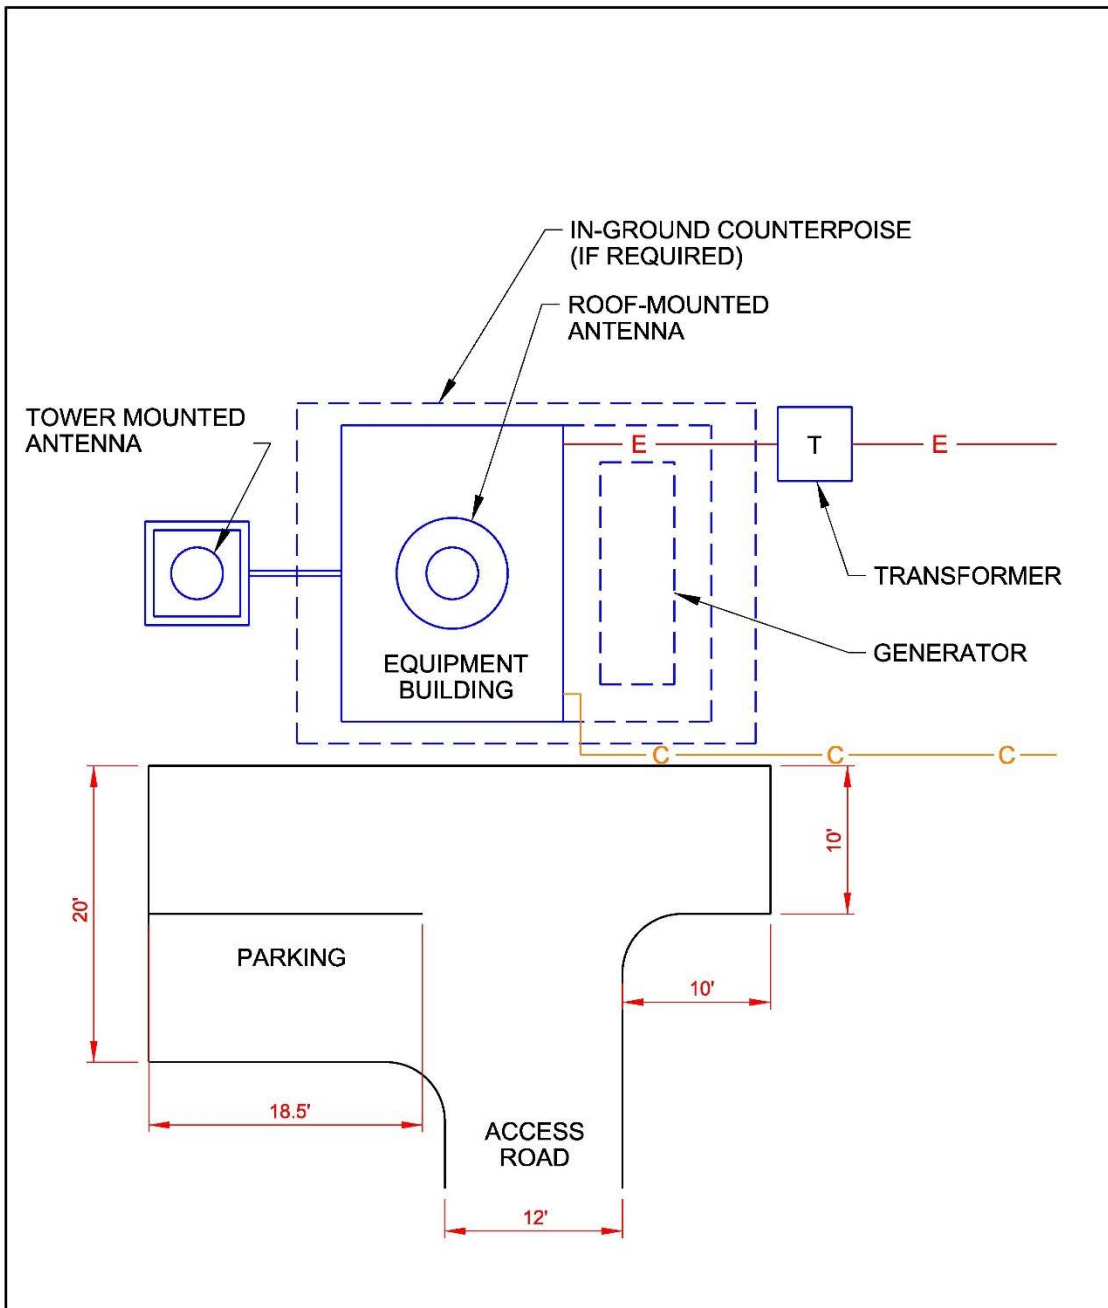 IN-GROUND COUNTERPOISE
(IF REQUIRED)
ROOF-MOUNTED
ANTENNA
TOWER MOUNTED
ANTENNA
E
T
E
TRANSFORMER
EQUIPMENT
BUILDING
GENERATOR
C
C
C
10'
20'
PARKING
10'
18.5'
ACCESS
ROAD
12'